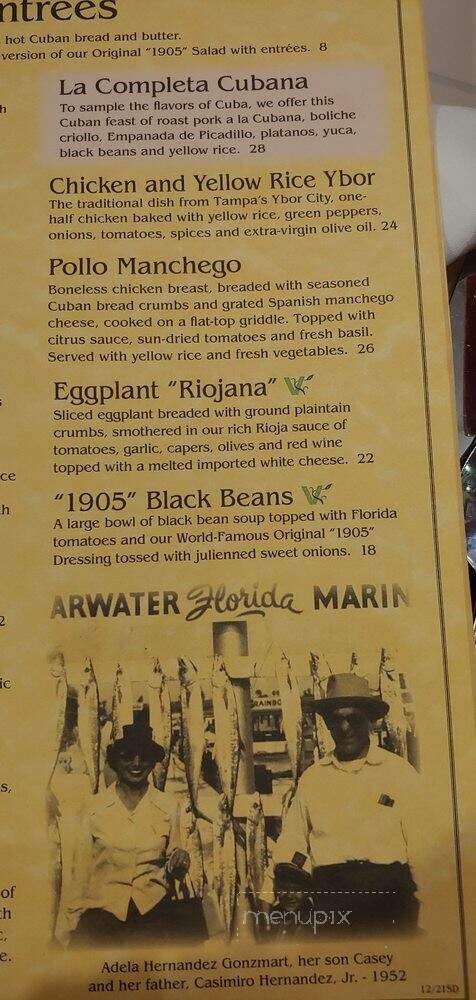 ntrées
hot Cuban bread and butter.
version of our Original "1905" Salad with entrées. 8
La Completa Cubana
To sample the flavors of Cuba, we offer this
Cuban feast of roast pork a la Cubana, boliche
criollo, Empanada de Picadillo, platanos, yuca,
black beans and yellow rice. 28
Chicken and Yellow Rice Ybor
The traditional dish from Tampa's Ybor City, one-
half chicken baked with yellow rice, green peppers,
onions, tomatoes, spices and extra-virgin olive oil. 24
Pollo Manchego
Boneless chicken breast, breaded with seasoned
Cuban bread crumbs and grated Spanish manchego
cheese, cooked on a flat-top griddle. Topped with
citrus sauce, sun-dried tomatoes and fresh basil.
Served with yellow rice and fresh vegetables. 26
Eggplant "Riojana" V
Sliced eggplant breaded with ground plaintain
crumbs, smothered in our rich Rioja sauce of
tomatoes, garlic, capers, olives and red wine
topped with a melted imported white cheese. 22
"1905" Black Beans V
A large bowl of black bean soup topped with Florida
tomatoes and our World-Famous Original "1905"
Dressing tossed with julienned sweet onions. 18
ARWATER Florida MARIN
RAINBO
menupix
Adela Hernandez Gonzmart, her son Casey
and her father, Casimiro Hernandez, Jr. - 1952
12/21SD